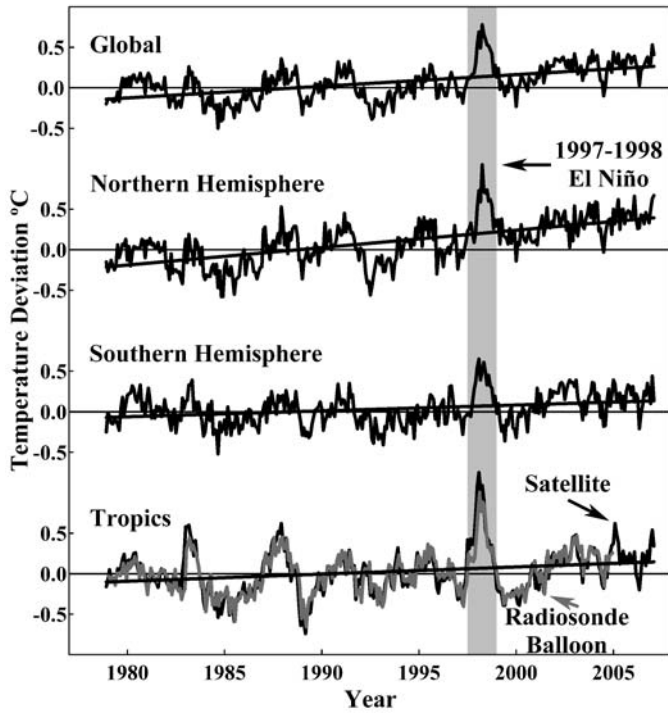 Global
0.5
0.0
-0.5
1997-1998
El Niño
Northern Hemisphere
0.5
0.0
-0.5
Temperature Deviation ºC
Southern Hemisphere
0.5
0.0
-0.5
Satellite
Tropics
0.5
0.0
-0.5
Radiosonde
Balloon
1980 1985 1990 1995 2000 2005
Year